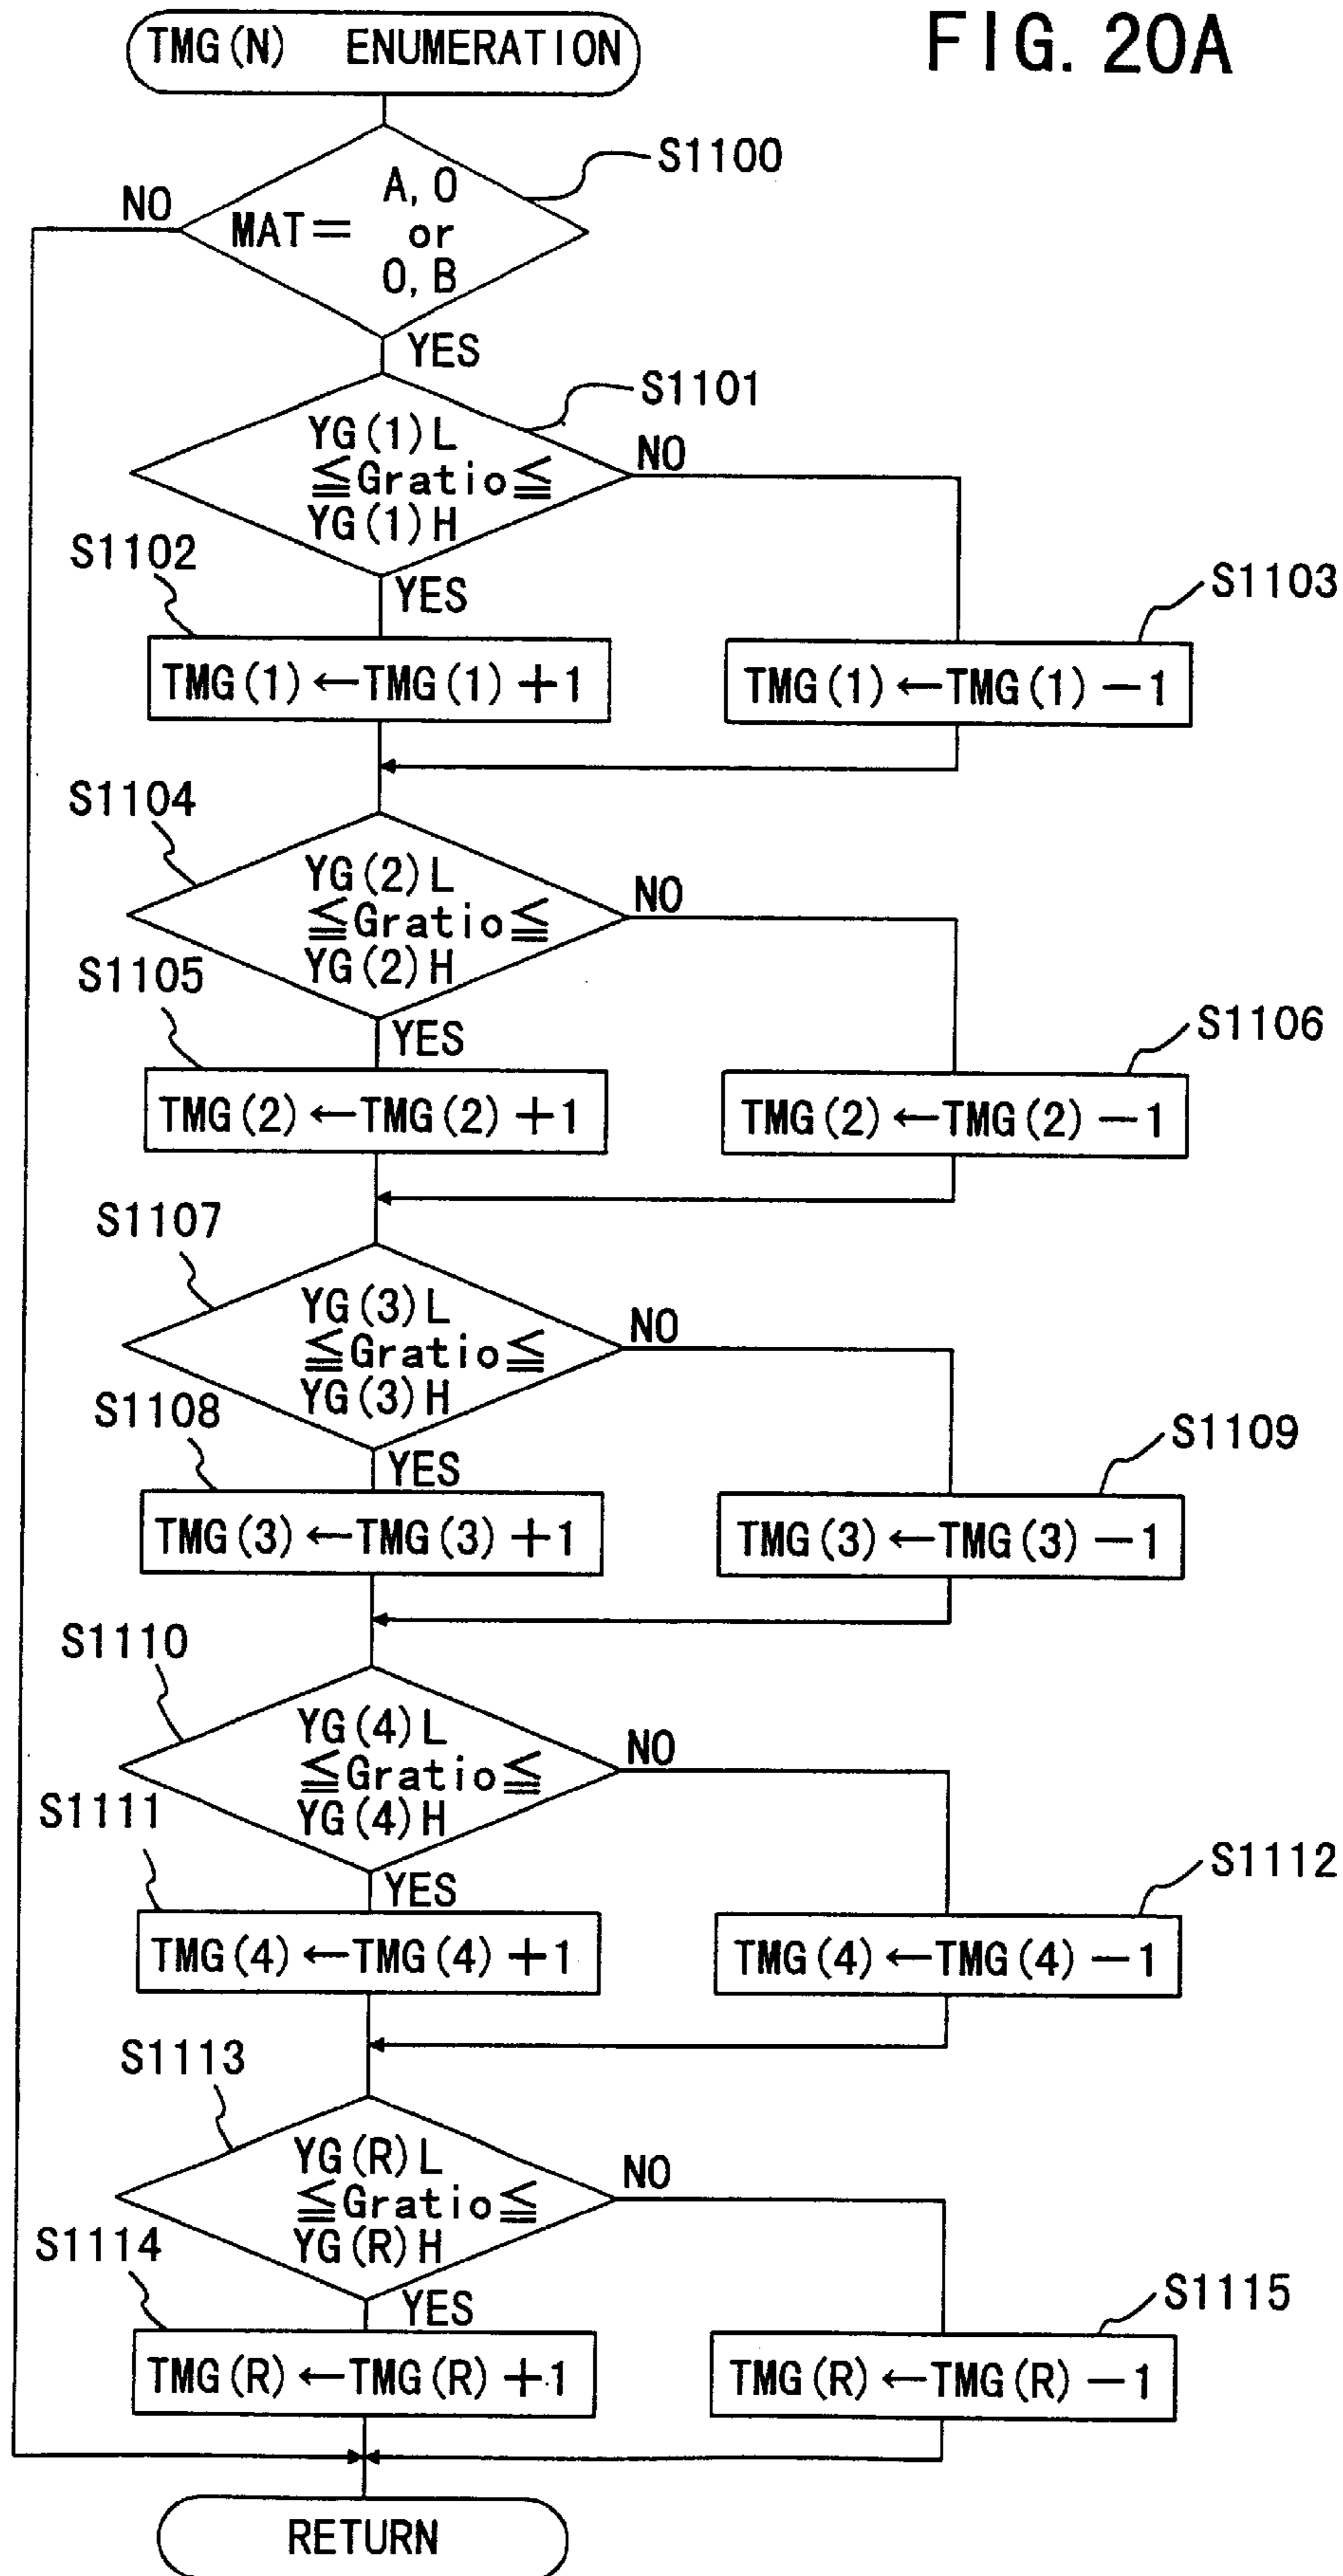 FIG. 20A
TMG(N) ENUMERATION
S1100
NO
MAT=
A, 0
or
0, B
YES
S1101
YG(1)L
≦Gratio≦
YG(1)H
NO
S1102
YES
S1103
TMG(1)←TMG(1)+1
TMG(1)←TMG(1)−1
S1104
YG(2)L
≦Gratio≦
YG(2)H
NO
S1105
YES
S1106
TMG(2)←TMG(2)+1
TMG(2)←TMG(2)−1
S1107
YG(3)L
≦Gratio≦
YG(3)H
NO
S1108
YES
S1109
TMG(3)←TMG(3)+1
TMG(3)←TMG(3)−1
S1110
YG(4)L
≦Gratio≦
YG(4)H
NO
S1111
YES
S1112
TMG(4)←TMG(4)+1
TMG(4)←TMG(4)−1
S1113
YG(R)L
≦Gratio≦
YG(R)H
NO
S1114
YES
S1115
TMG(R)←TMG(R)+1
TMG(R)←TMG(R)−1
RETURN